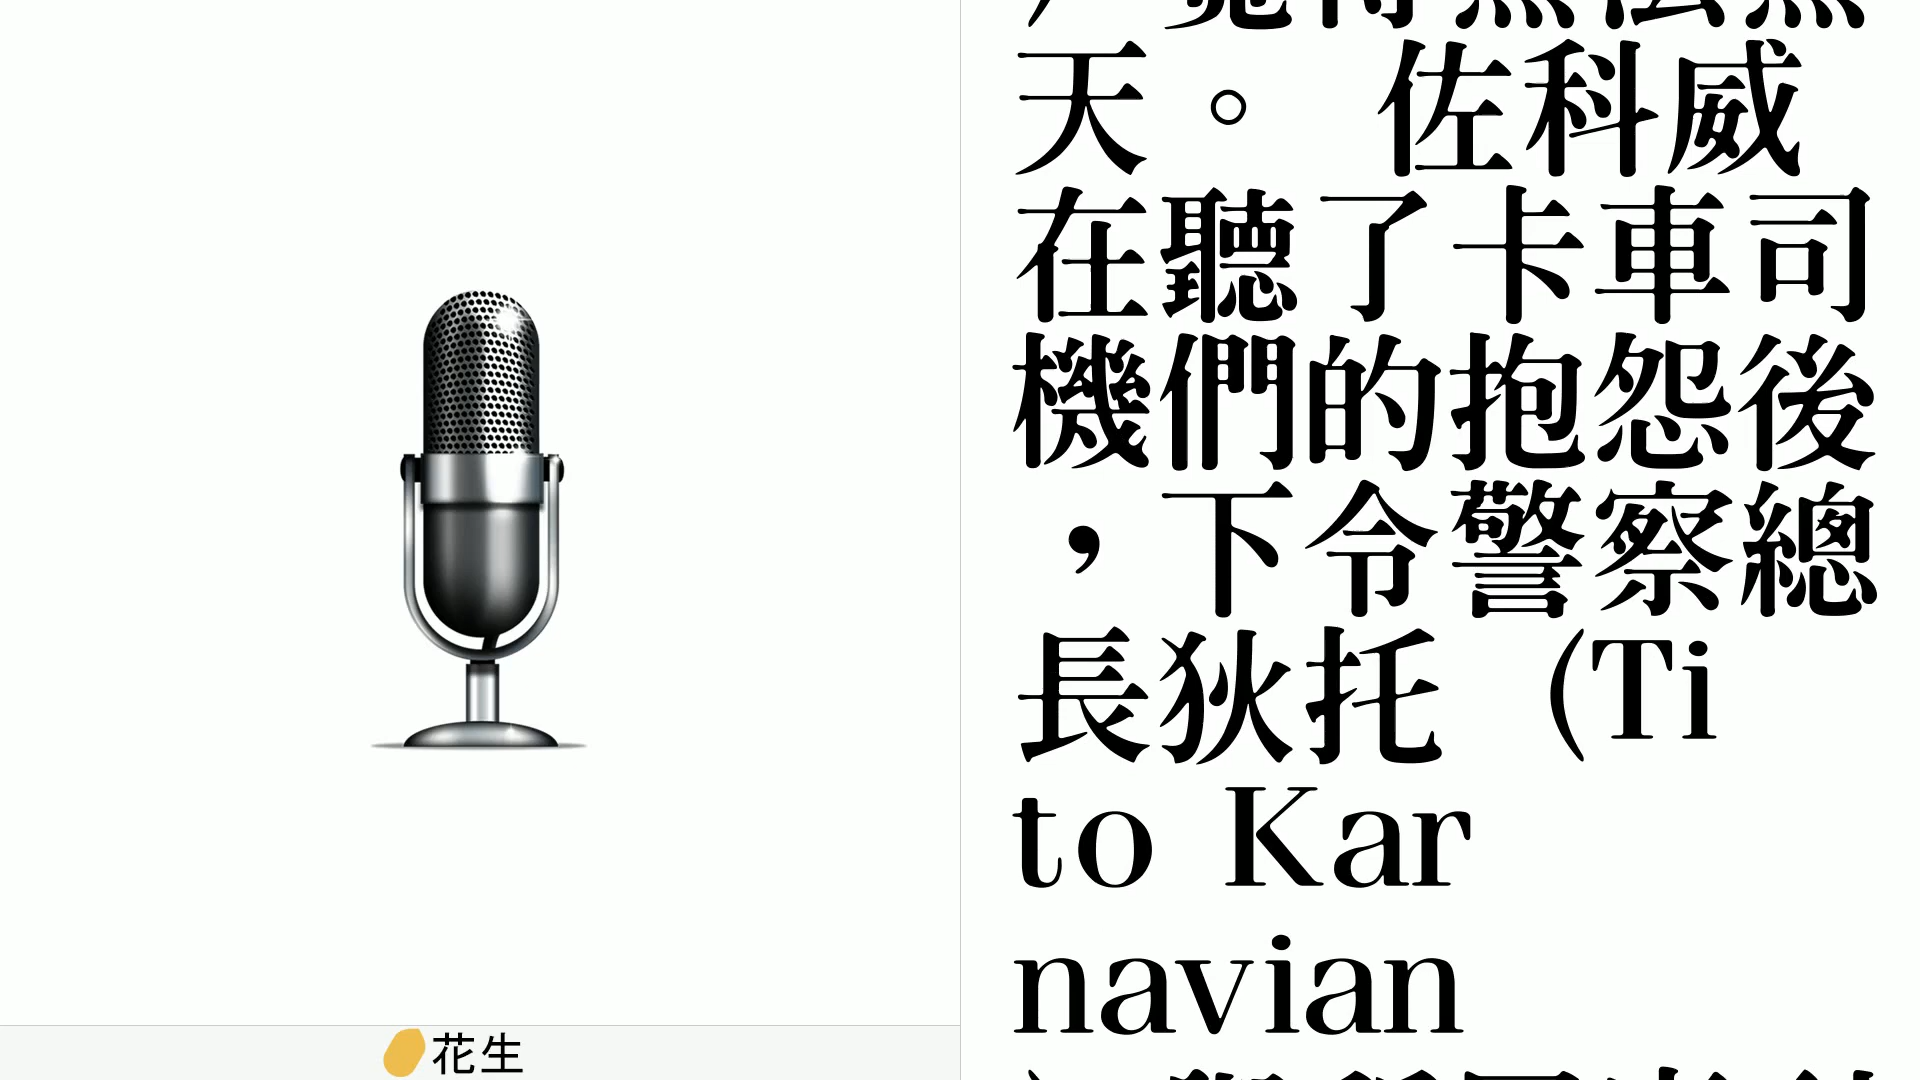 天。 佐科威
在聽了卡車司
機們的抱怨後
，下令警察總
長狄托 (Ti
to Kar
navian
花生